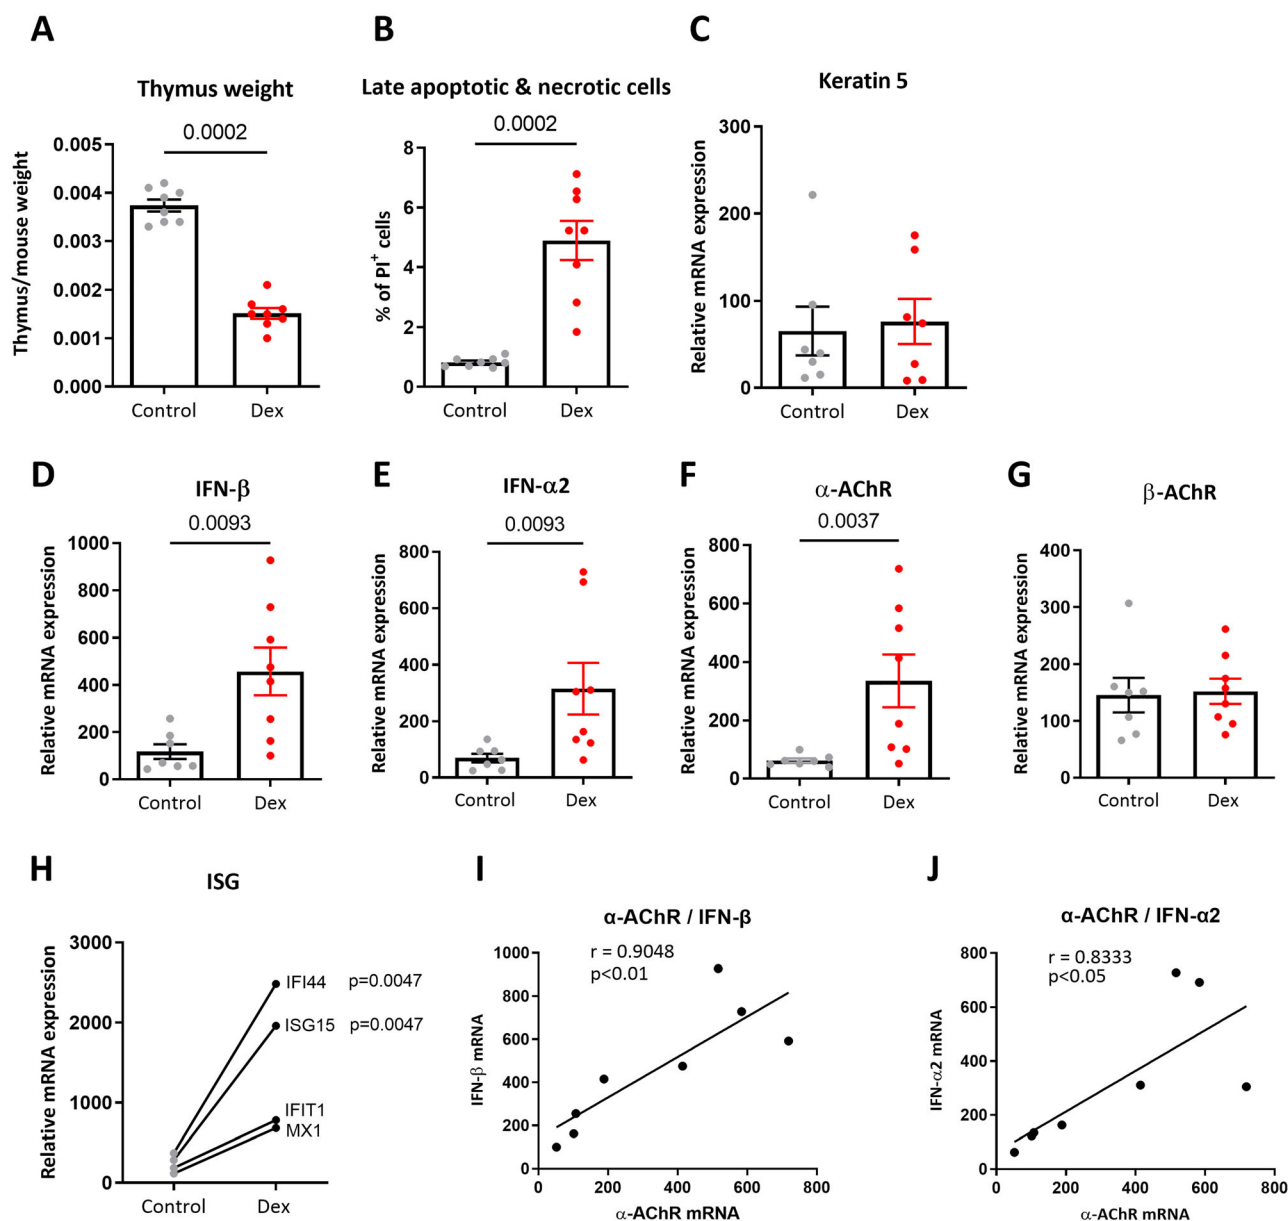 A
Thymus weight
0.0002
Thymus/mouse weight
0.005
0.004
0.003
0.002
0.001
0.000
Control
Dex
B
Late apoptotic & necrotic cells
0.0002
% of PI⁺ cells
8
6
4
2
0
Control
Dex
C
Keratin 5
Relative mRNA expression
300
200
100
0
Control
Dex
D
IFN-β
0.0093
Relative mRNA expression
1000
800
600
400
200
0
Control
Dex
E
IFN-α2
0.0093
Relative mRNA expression
800
600
400
200
0
Control
Dex
F
α-AChR
0.0037
Relative mRNA expression
800
600
400
200
0
Control
Dex
G
β-AChR
Relative mRNA expression
400
300
200
100
0
Control
Dex
H
ISG
Relative mRNA expression
3000
2000
1000
0
IFI44 p=0.0047
ISG15 p=0.0047
IFIT1
MX1
Control
Dex
I
α-AChR / IFN-β
r = 0.9048
p<0.01
IFN-β mRNA
1000
800
600
400
200
0
0 200 400 600 800
α-AChR mRNA
J
α-AChR / IFN-α2
r = 0.8333
p<0.05
IFN-α2 mRNA
800
600
400
200
0
0 200 400 600 800
α-AChR mRNA